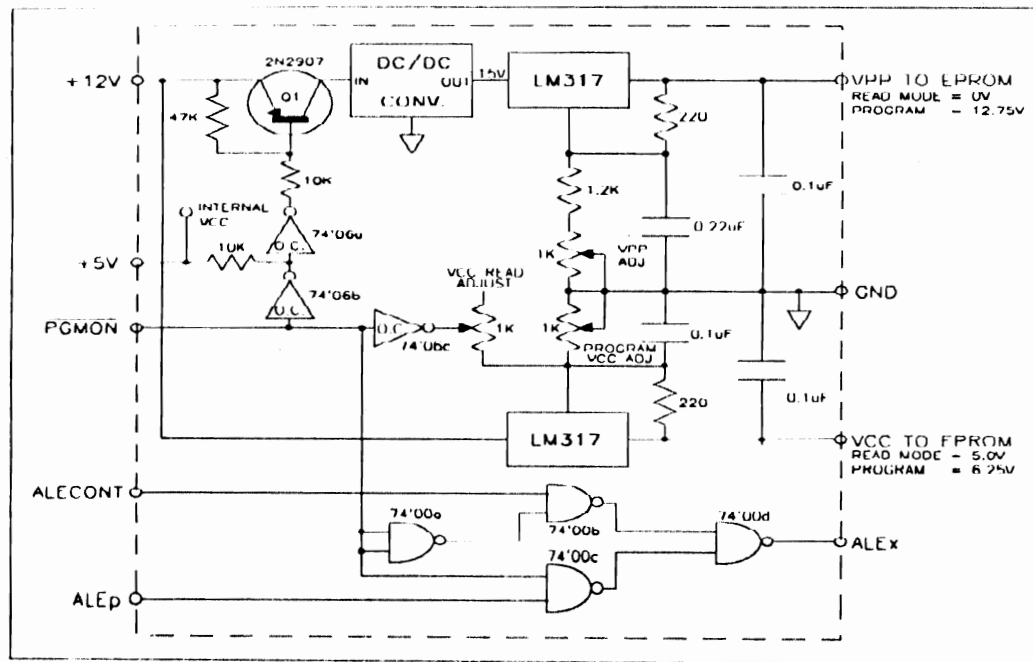 2N2907
DC/DC
IN
OUT
CONV.
15V
LM317
+12V
Q1
VPP TO EPROM
READ MODE = 0V
PROGRAM - 12.75V
47K
220
10K
1.2K
0.1uF
INTERNAL
VCC
74'06a
0.22uF
10K
O.C.
1K
VPP
ADJ
+5V
VCC READ
ADJUST
74'06b
GND
O.C.
PGMON
O.C
74'06c
1K
1K
PROGRAM
VCC ADJ
0.1uF
220
0.1uF
LM317
VCC TO EPROM
READ MODE - 5.0V
PROGRAM = 6.25V
ALECONT
74'00a
74'00b
74'00d
ALEx
74'00c
ALEp